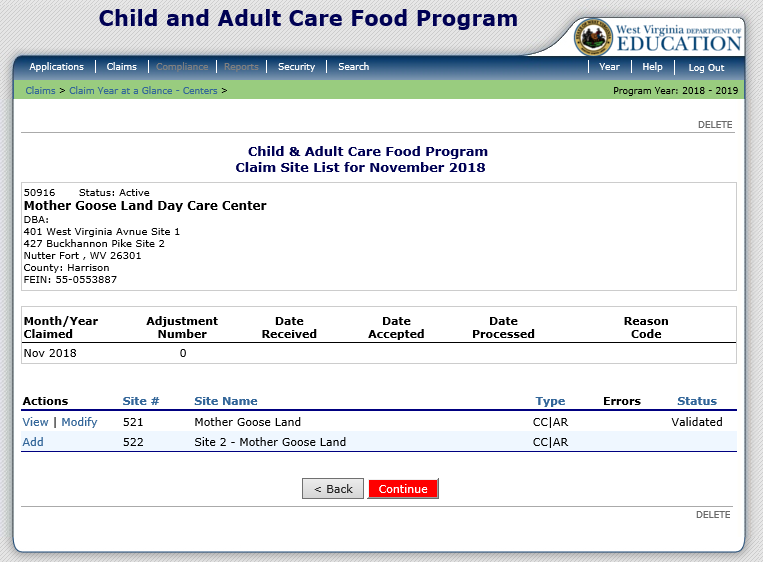 Child and Adult Care Food Program
West Virginia DEPARTMENT OF
EDUCATION
Applications | Claims | Compliance | Reports | Security | Search | Year | Help | Log Out
Claims > Claim Year at a Glance - Centers > Program Year: 2018 - 2019
DELETE
Child & Adult Care Food Program
Claim Site List for November 2018
50916 Status: Active
Mother Goose Land Day Care Center
DBA:
401 West Virginia Avnue Site 1
427 Buckhannon Pike Site 2
Nutter Fort , WV 26301
County: Harrison
FEIN: 55-0553887
Month/Year Adjustment Date Date Date Reason
Claimed Number Received Accepted Processed Code
Nov 2018 0
Actions Site # Site Name Type Errors Status
View | Modify 521 Mother Goose Land CC|AR Validated
Add 522 Site 2 - Mother Goose Land CC|AR
< Back Continue
DELETE